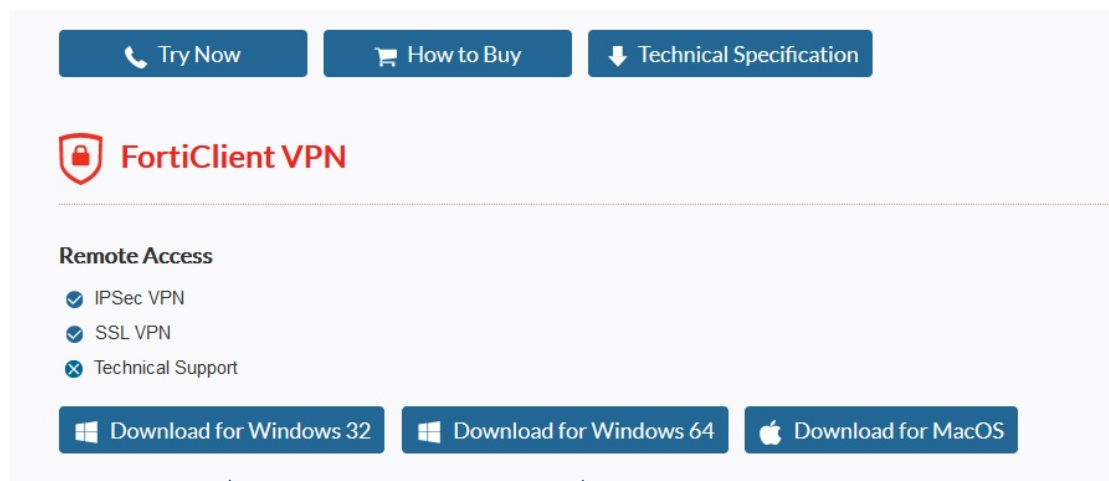 Try Now How to Buy Technical Specification
FortiClient VPN
Remote Access
IPSec VPN
SSL VPN
Technical Support
Download for Windows 32 Download for Windows 64 Download for MacOS